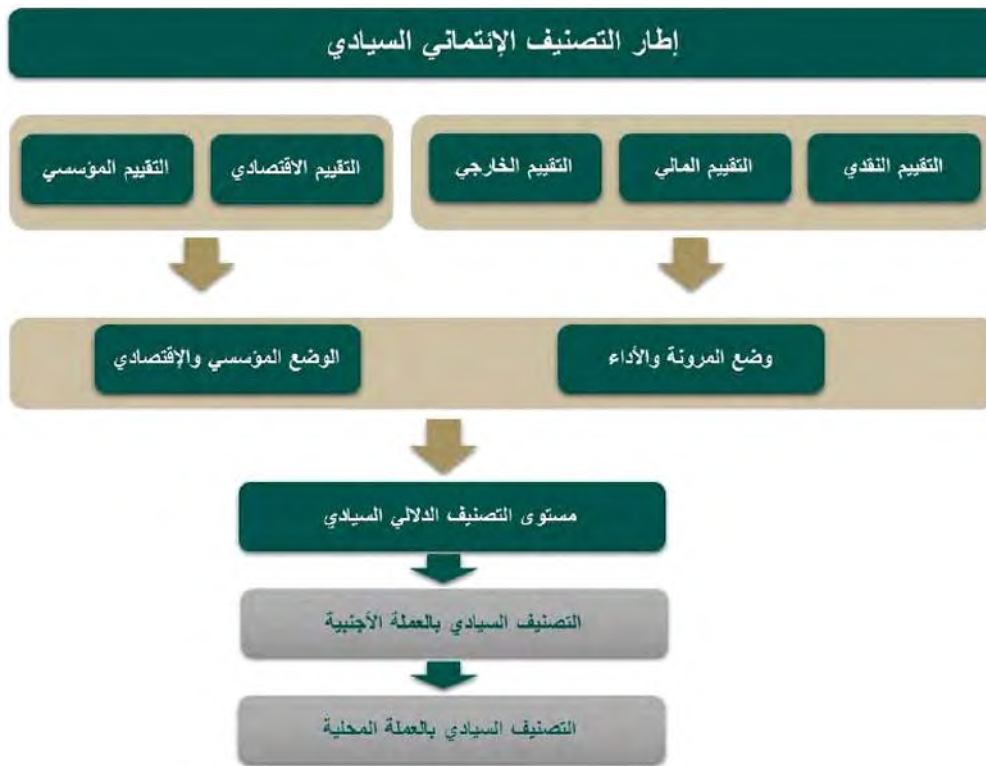 إطار التصنيف الإئتماني السيادي
التقييم النقدي
التقييم المالي
التقييم الخارجي
التقييم الاقتصادي
التقييم المؤسسي
وضع المرونة والأداء
الوضع المؤسسي والإقتصادي
مستوى التصنيف الدلالي السيادي
التصنيف السيادي بالعملة الأجنبية
التصنيف السيادي بالعملة المحلية